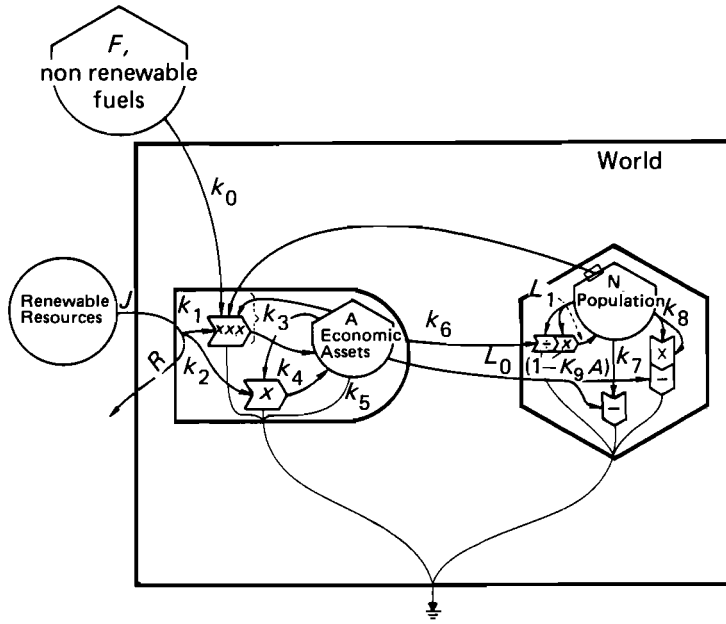 F,
non renewable
fuels
World
k0
Renewable
Resources
J
R
k1
k2
xxx
k3
A
Economic
Assets
k4
x
k5
k6
L0
L1
N
Population
÷
x
(1-K9 A)
k7
k8
x
-
-